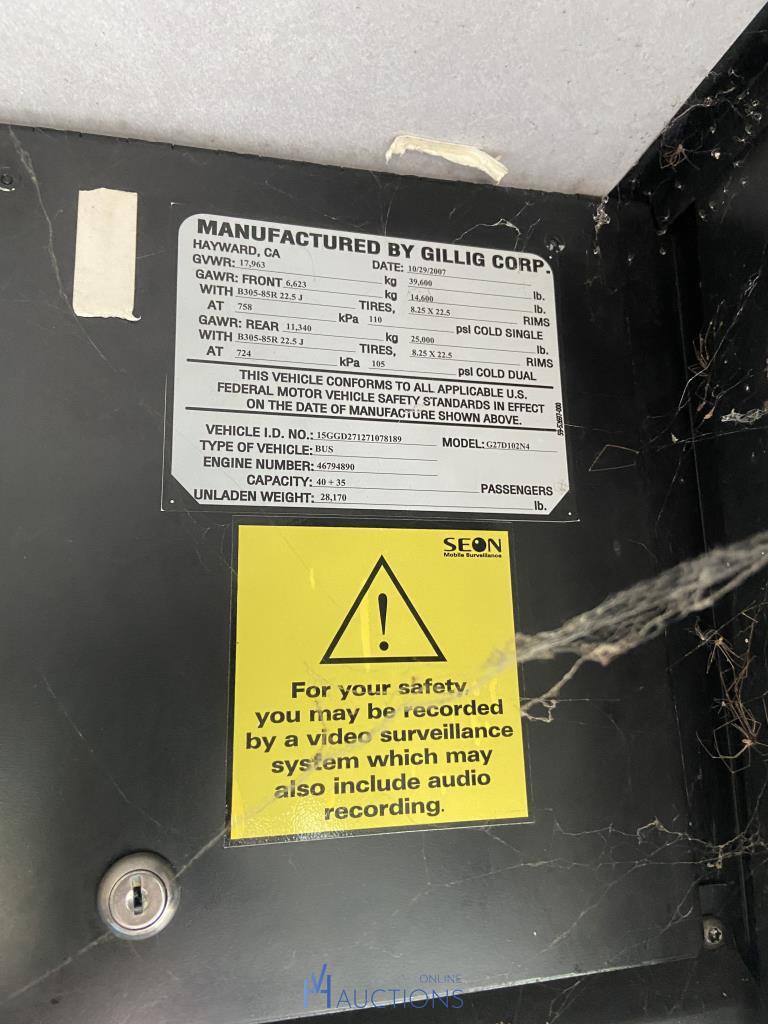 MANUFACTURED BY GILLIG CORP.
HAYWARD, CA DATE: 10/29/2007
GVWR: 17,963 kg 39,600 lb.
GAWR: FRONT 6,623 kg 14,600 lb.
WITH B305-85R 22.5 J TIRES, 8.25 X 22.5 RIMS
AT 758 kPa 110 psl COLD SINGLE
GAWR: REAR 11,340 kg 25,000 lb.
WITH B305-85R 22.5 J TIRES, 8.25 X 22.5 RIMS
AT 724 kPa 105 psl COLD DUAL
THIS VEHICLE CONFORMS TO ALL APPLICABLE U.S.
FEDERAL MOTOR VEHICLE SAFETY STANDARDS IN EFFECT
ON THE DATE OF MANUFACTURE SHOWN ABOVE.
VEHICLE I.D. NO.: 15GGD271271078189 MODEL: G27D102N4
TYPE OF VEHICLE: BUS
ENGINE NUMBER: 46794890
CAPACITY: 40 + 35 PASSENGERS
UNLADEN WEIGHT: 28,170 lb.
SEON
Mobile Surveillance
!
For your safety,
you may be recorded
by a video surveillance
system which may
also include audio
recording.
ONLINE
AUCTIONS